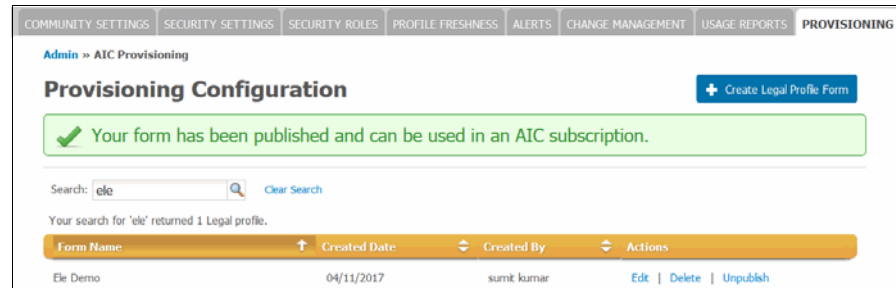 COMMUNITY SETTINGS SECURITY SETTINGS SECURITY ROLES PROFILE FRESHNESS ALERTS CHANGE MANAGEMENT USAGE REPORTS PROVISIONING
Admin » AIC Provisioning
Provisioning Configuration
Create Legal Profile Form
Your form has been published and can be used in an AIC subscription.
Search: ele Clear Search
Your search for 'ele' returned 1 Legal profile.
Form Name Created Date Created By Actions
Ele Demo 04/11/2017 sumit kumar Edit | Delete | Unpublish